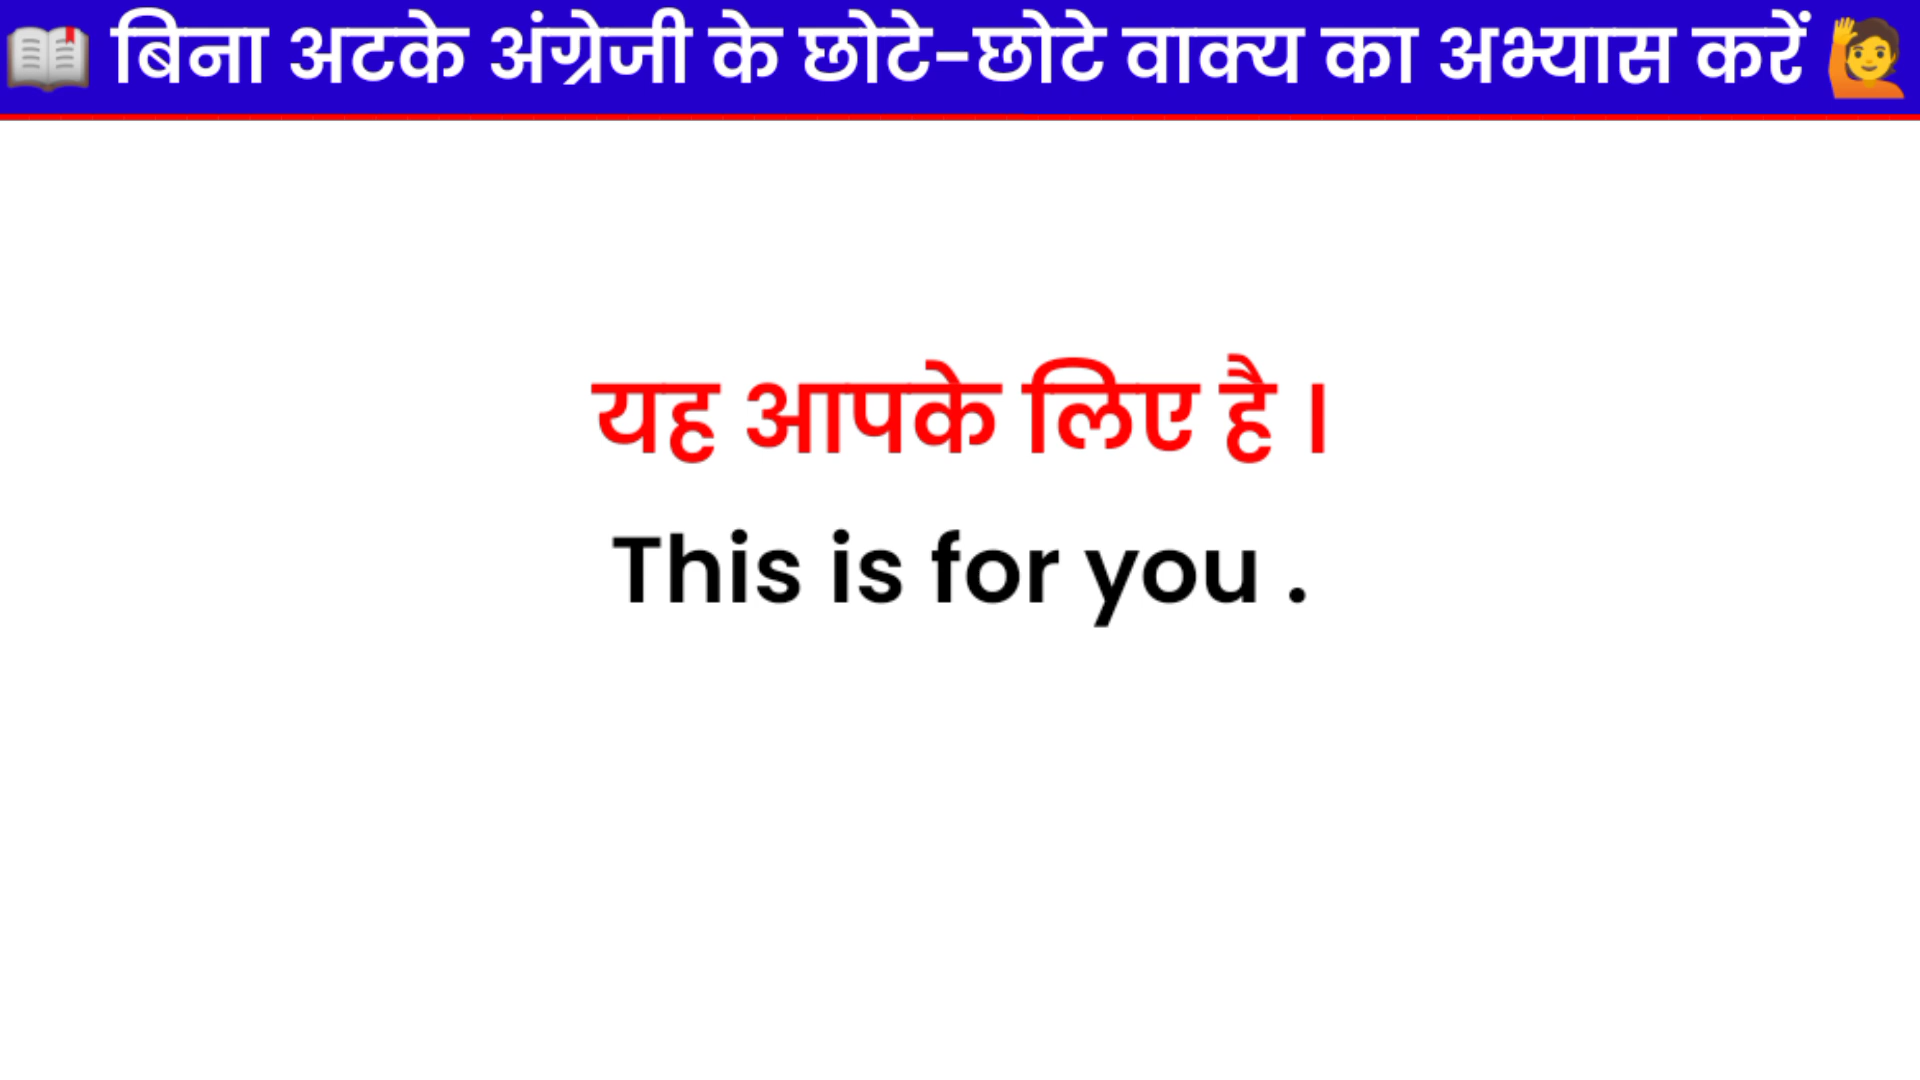 📖 बिना अटके अंग्रेजी के छोटे-छोटे वाक्य का अभ्यास करें 🙋
यह आपके लिए है ।
This is for you .